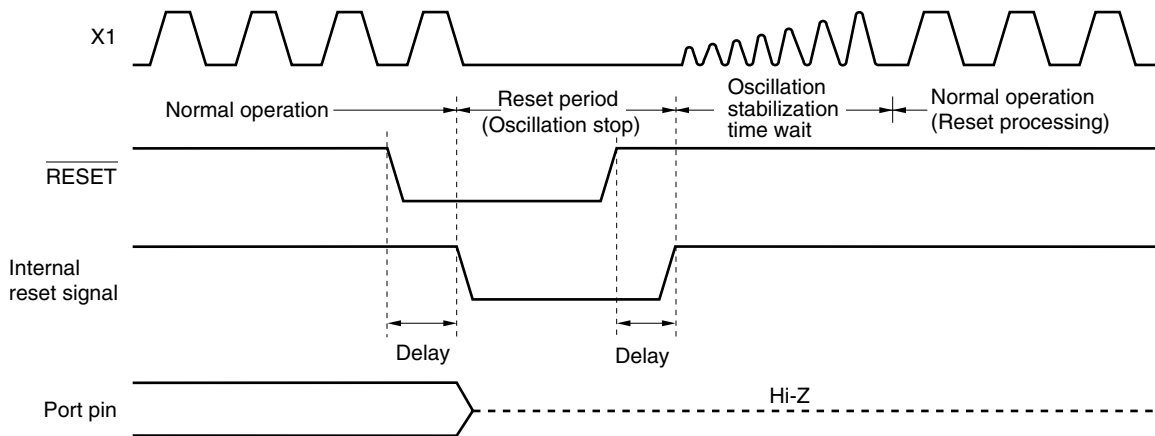 X1
Normal operation
Reset period
(Oscillation stop)
Oscillation
stabilization
time wait
Normal operation
(Reset processing)
RESET
Internal
reset signal
Delay
Delay
Port pin
Hi-Z